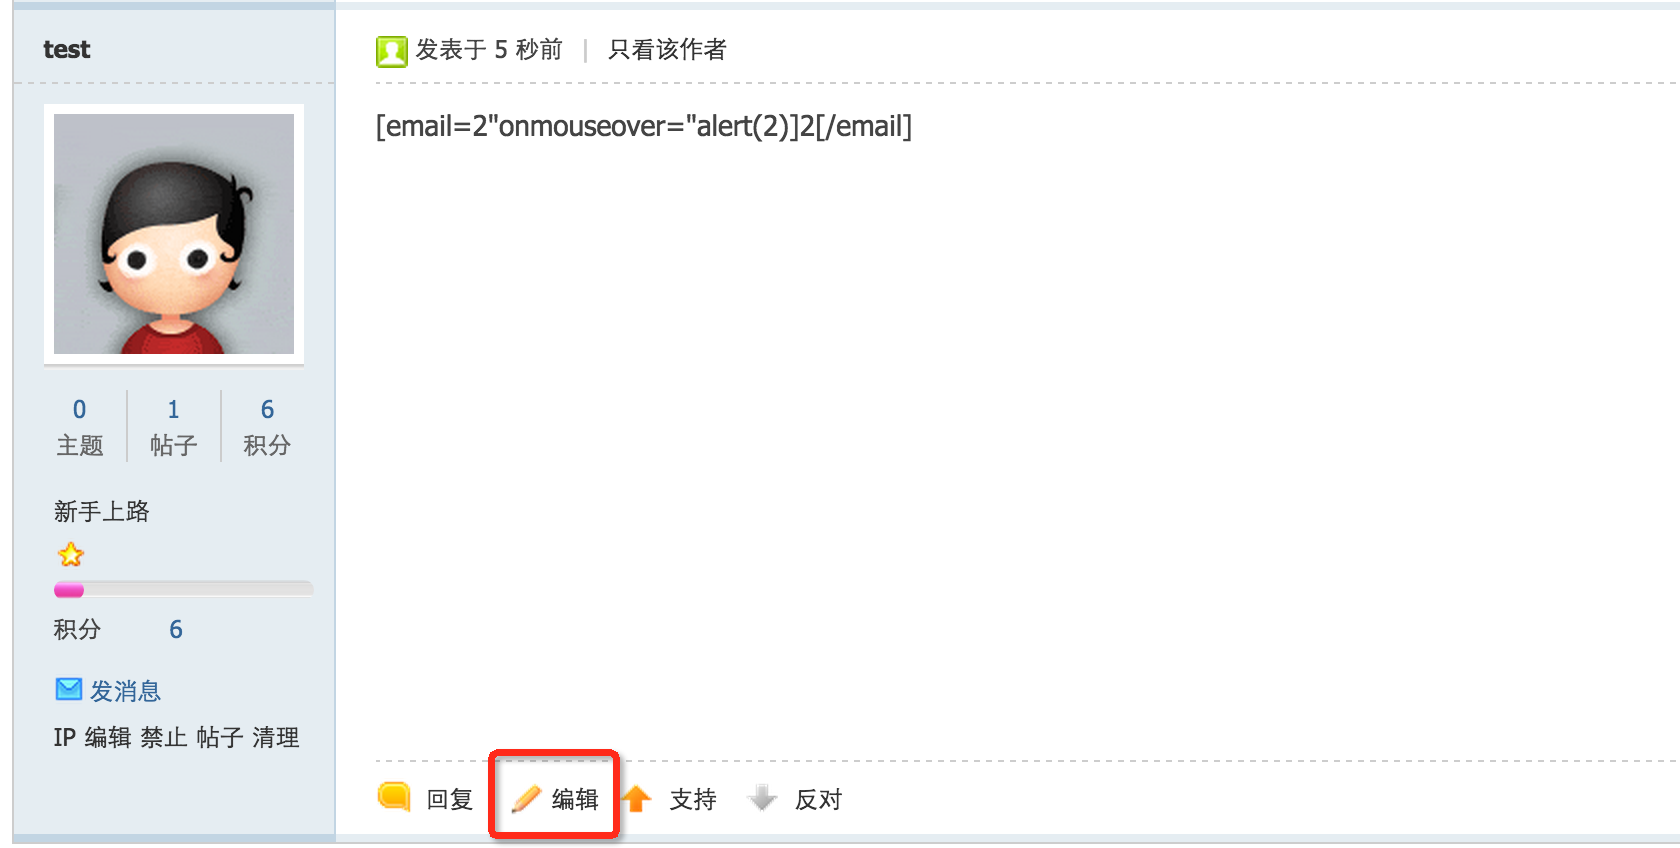 test
发表于 5 秒前 | 只看该作者
[email=2"onmouseover="alert(2)]2[/email]
0 1 6
主题 帖子 积分
新手上路
积分 6
发消息
IP 编辑 禁止 帖子 清理
回复 编辑 支持 反对